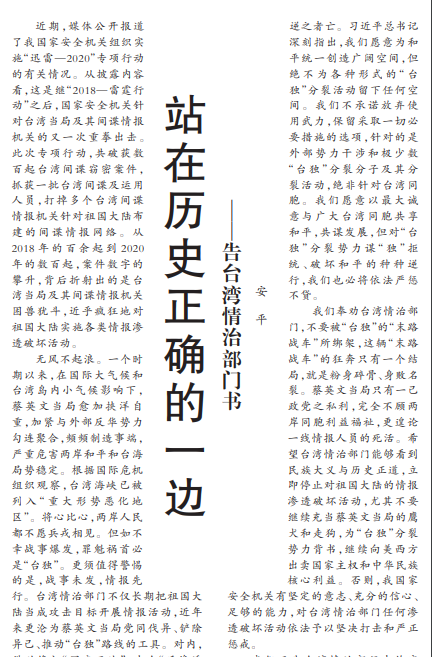 站在历史正确的一边
——告台湾情治部门书
安 平
近期，媒体公开报道
了我国家安全机关组织实
施“迅雷—2020”专项行动
的有关情况。从披露内容
看，这是继“2018—雷霆行
动”之后，国家安全机关针
对台湾当局及其间谍情报
机关的又一次重拳出击。
此次专项行动，共破获数
百起台湾间谍窃密案件，
抓获一批台湾间谍及运用
人员，打掉多个台湾间谍
情报机关针对祖国大陆布
建的间谍情报网络。从
2018年的百余起到2020
年的数百起，案件数字的
攀升，背后折射出的是台
湾当局及其间谍情报机关
困兽犹斗，近乎疯狂地对
祖国大陆实施各类情报渗
透破坏活动。
无风不起浪。一个时
期以来，在国际大气候和
台湾岛内小气候影响下，
蔡英文当局愈加挟洋自
重，加紧与外部反华势力
勾连聚合，频频制造事端，
严重危害两岸和平和台海
局势稳定。根据国际危机
组织观察，台湾海峡已被
列入“重大形势恶化地
区”。将心比心，两岸人民
都不愿兵戎相见。但如不
幸战事爆发，罪魁祸首必
是“台独”。更须值得警惕
的是，战事未发，情报先
行。台湾情治部门不仅长期把祖国大
陆当成攻击目标开展情报活动，近年
来更沦为蔡英文当局党同伐异、铲除
异己、推动“台独”路线的工具。对内，
逆之者亡。习近平总书记
深刻指出，我们愿意为和
平统一创造广阔空间，但
绝不为各种形式的“台
独”分裂活动留下任何空
间。我们不承诺放弃使
用武力，保留采取一切必
要措施的选项，针对的是
外部势力干涉和极少数
“台独”分裂分子及其分
裂活动，绝非针对台湾同
胞。我们愿意以最大诚
意与广大台湾同胞共享
和平，共谋发展，但对“台
独”分裂势力谋“独”拒
统、破坏和平的种种逆
行，我们也必将依法严惩
不贷。
我们奉劝台湾情治部
门，不要被“台独”的“末路
战车”所绑架，这辆“末路
战车”的狂奔只有一个结
局，就是粉身碎骨、身败名
裂。蔡英文当局只有一己
政党之私利，完全不顾两
岸同胞利益福祉，更遑论
一线情报人员的死活。希
望台湾情治部门能够看到
民族大义与历史正道，立
即停止对祖国大陆的情报
渗透破坏活动，尤其不要
继续充当蔡英文当局的鹰
犬和走狗，为“台独”分裂
势力背书，继续向美西方
出卖国家主权和中华民族
核心利益。否则，我国家
安全机关有坚定的意志、充分的信心、
足够的能力，对台湾情治部门任何渗
透破坏活动依法予以坚决打击和严正
惩戒。